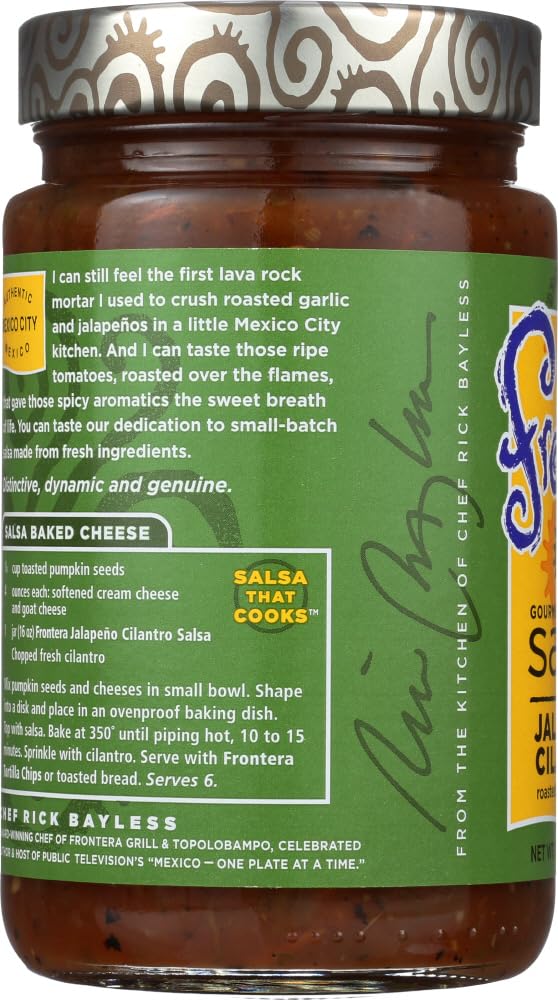 AUTHENTIC
MEXICO CITY
MEXICO
I can still feel the first lava rock
mortar I used to crush roasted garlic
and jalapeños in a little Mexico City
kitchen. And I can taste those ripe
tomatoes, roasted over the flames,
that gave those spicy aromatics the sweet breath
of life. You can taste our dedication to small-batch
salsa made from fresh ingredients.
Distinctive, dynamic and genuine.
SALSA BAKED CHEESE
cup toasted pumpkin seeds
ounces each: softened cream cheese
and goat cheese
1 jar (16 oz) Frontera Jalapeño Cilantro Salsa
Chopped fresh cilantro
SALSA
THAT
COOKS™
Mix pumpkin seeds and cheeses in small bowl. Shape
into a disk and place in an ovenproof baking dish.
Top with salsa. Bake at 350° until piping hot, 10 to 15
minutes. Sprinkle with cilantro. Serve with Frontera
Tortilla Chips or toasted bread. Serves 6.
CHEF RICK BAYLESS
AWARD-WINNING CHEF OF FRONTERA GRILL & TOPOLOBAMPO, CELEBRATED
AUTHOR & HOST OF PUBLIC TELEVISION'S "MEXICO — ONE PLATE AT A TIME."
Rick Bayless
FROM THE KITCHEN OF CHEF RICK BAYLESS
Fro
GOURM
Sa
JAL
CIL
roasted
NET W